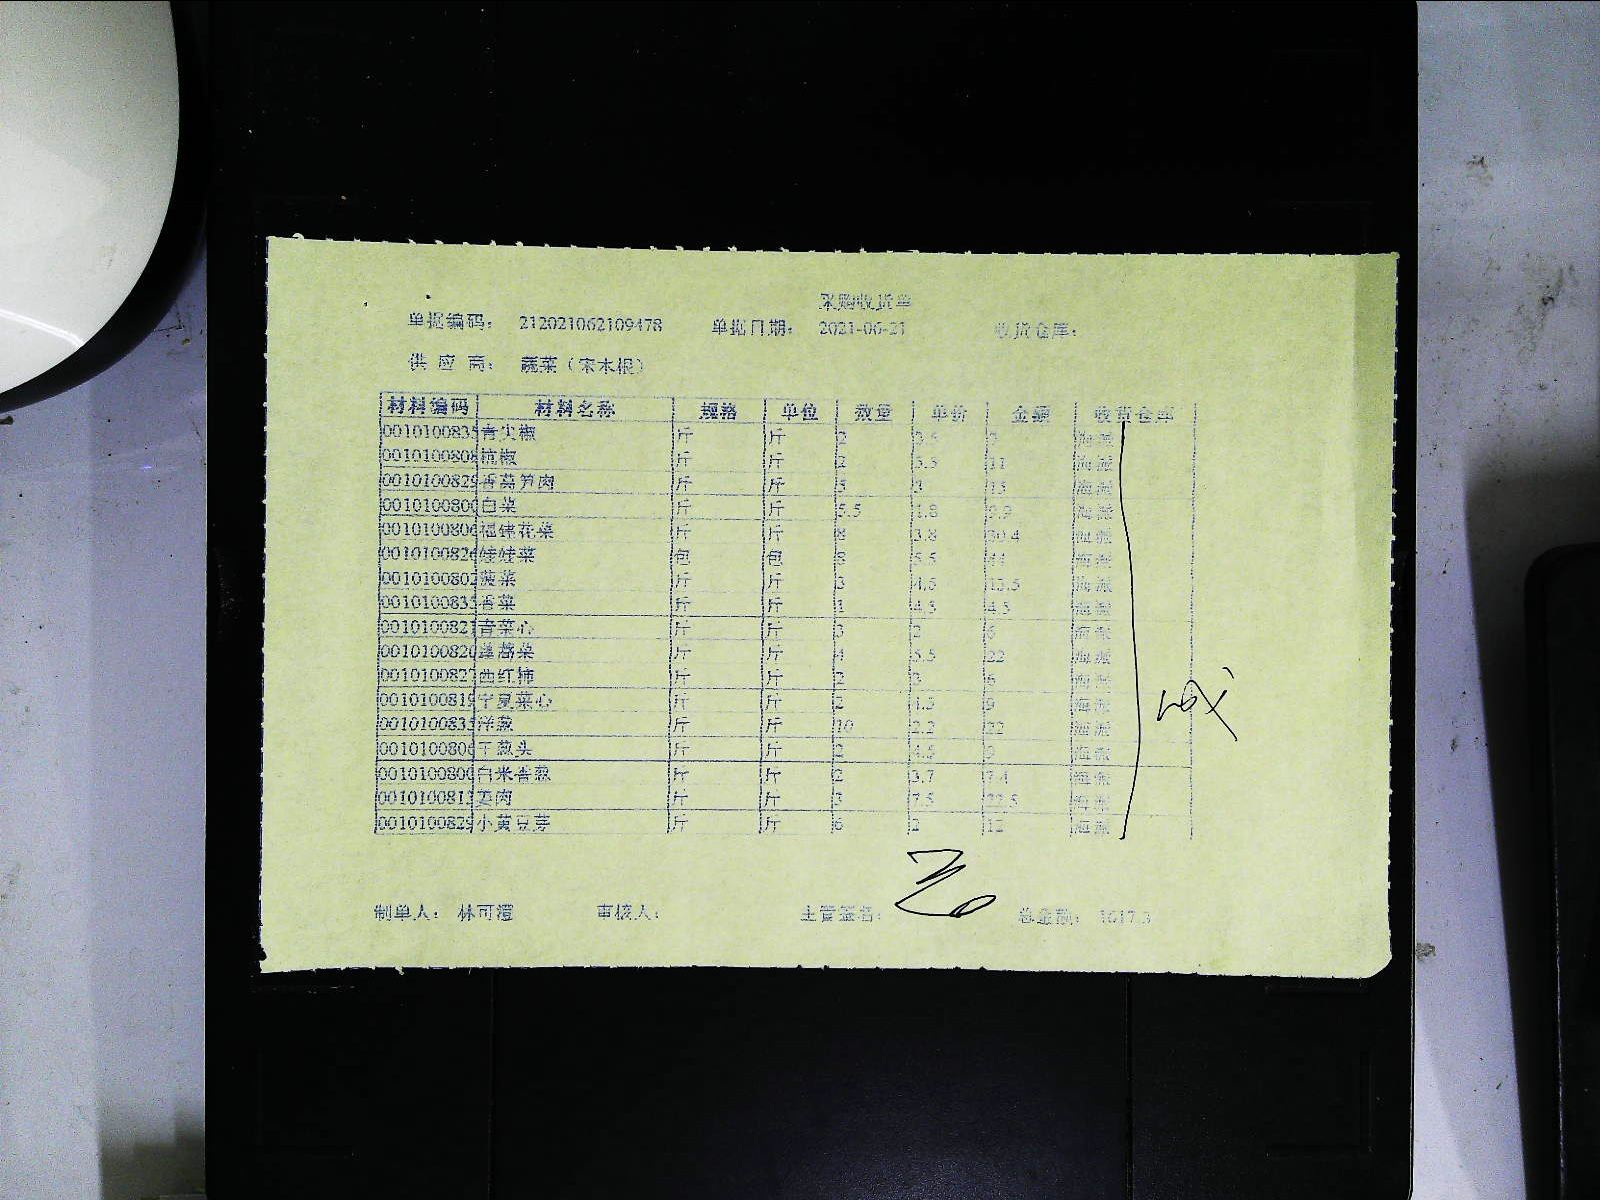 采购收货单
单据编码: 212021062109478 单据日期: 2021-06-21 收货仓库:
供应商: 蔬菜（宋木根）
材料编码 材料名称 规格 单位 数量 单价 金额 收货仓库
0010100835 青尖椒 斤 斤 2 3.5 7 海派
0010100808 杭椒 斤 斤 2 5.5 11 海派
0010100829 香莴笋肉 斤 斤 5 3 15 海派
0010100800 白菜 斤 斤 5.5 1.8 9.9 海派
0010100806 福建花菜 斤 斤 8 3.8 30.4 海派
0010100826 娃娃菜 包 包 8 5.5 44 海派
0010100802 菠菜 斤 斤 3 4.5 13.5 海派
0010100835 香菜 斤 斤 1 4.5 4.5 海派
0010100821 青菜心 斤 斤 3 2 6 海派
0010100820 蓬蒿菜 斤 斤 4 5.5 22 海派
0010100827 西红柿 斤 斤 2 3 6 海派
0010100819 宁夏菜心 斤 斤 2 4.5 9 海派
0010100835 洋葱 斤 斤 10 2.2 22 海派
0010100806 干葱头 斤 斤 2 4.5 9 海派
0010100800 白米香葱 斤 斤 2 3.7 7.4 海派
0010100813 姜肉 斤 斤 3 7.5 22.5 海派
0010100829 小黄豆芽 斤 斤 6 2 12 海派
制单人: 林可澄 审核人: 主管签名: 总金额: 1617.3